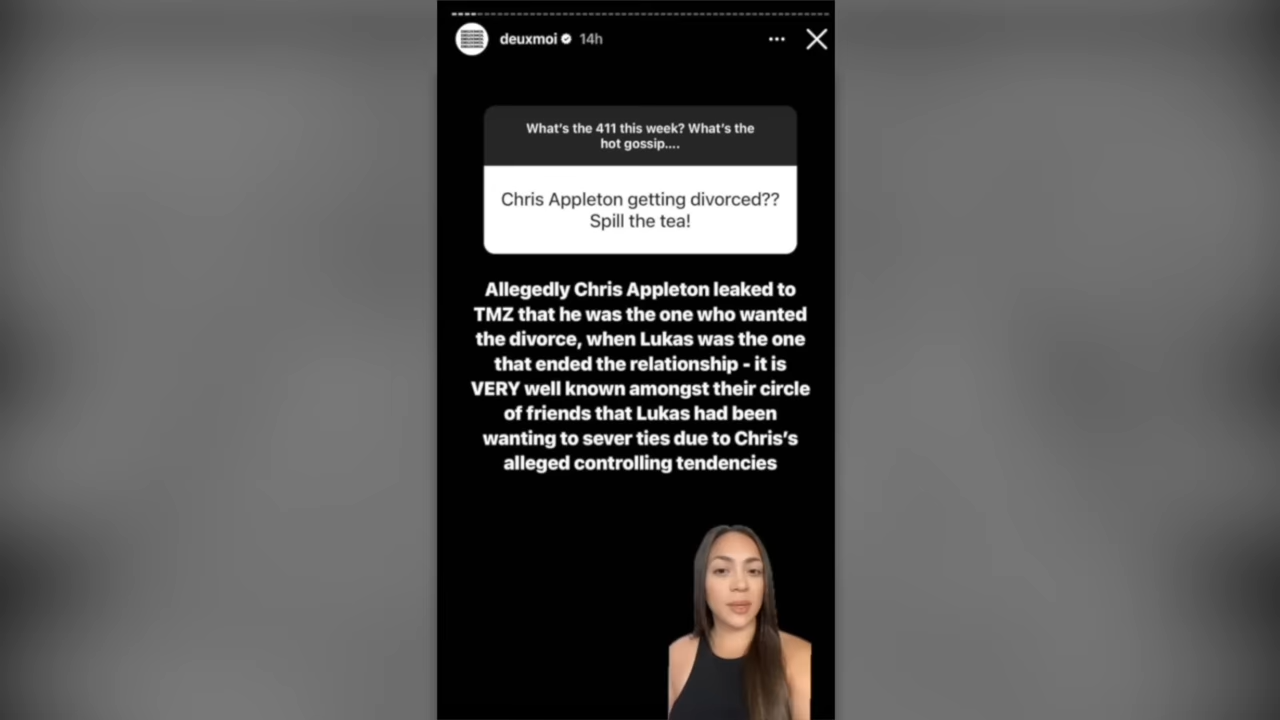 deuxmoi 14h
What's the 411 this week? What's the
hot gossip....
Chris Appleton getting divorced??
Spill the tea!
Allegedly Chris Appleton leaked to
TMZ that he was the one who wanted
the divorce, when Lukas was the one
that ended the relationship - it is
VERY well known amongst their circle
of friends that Lukas had been
wanting to sever ties due to Chris's
alleged controlling tendencies